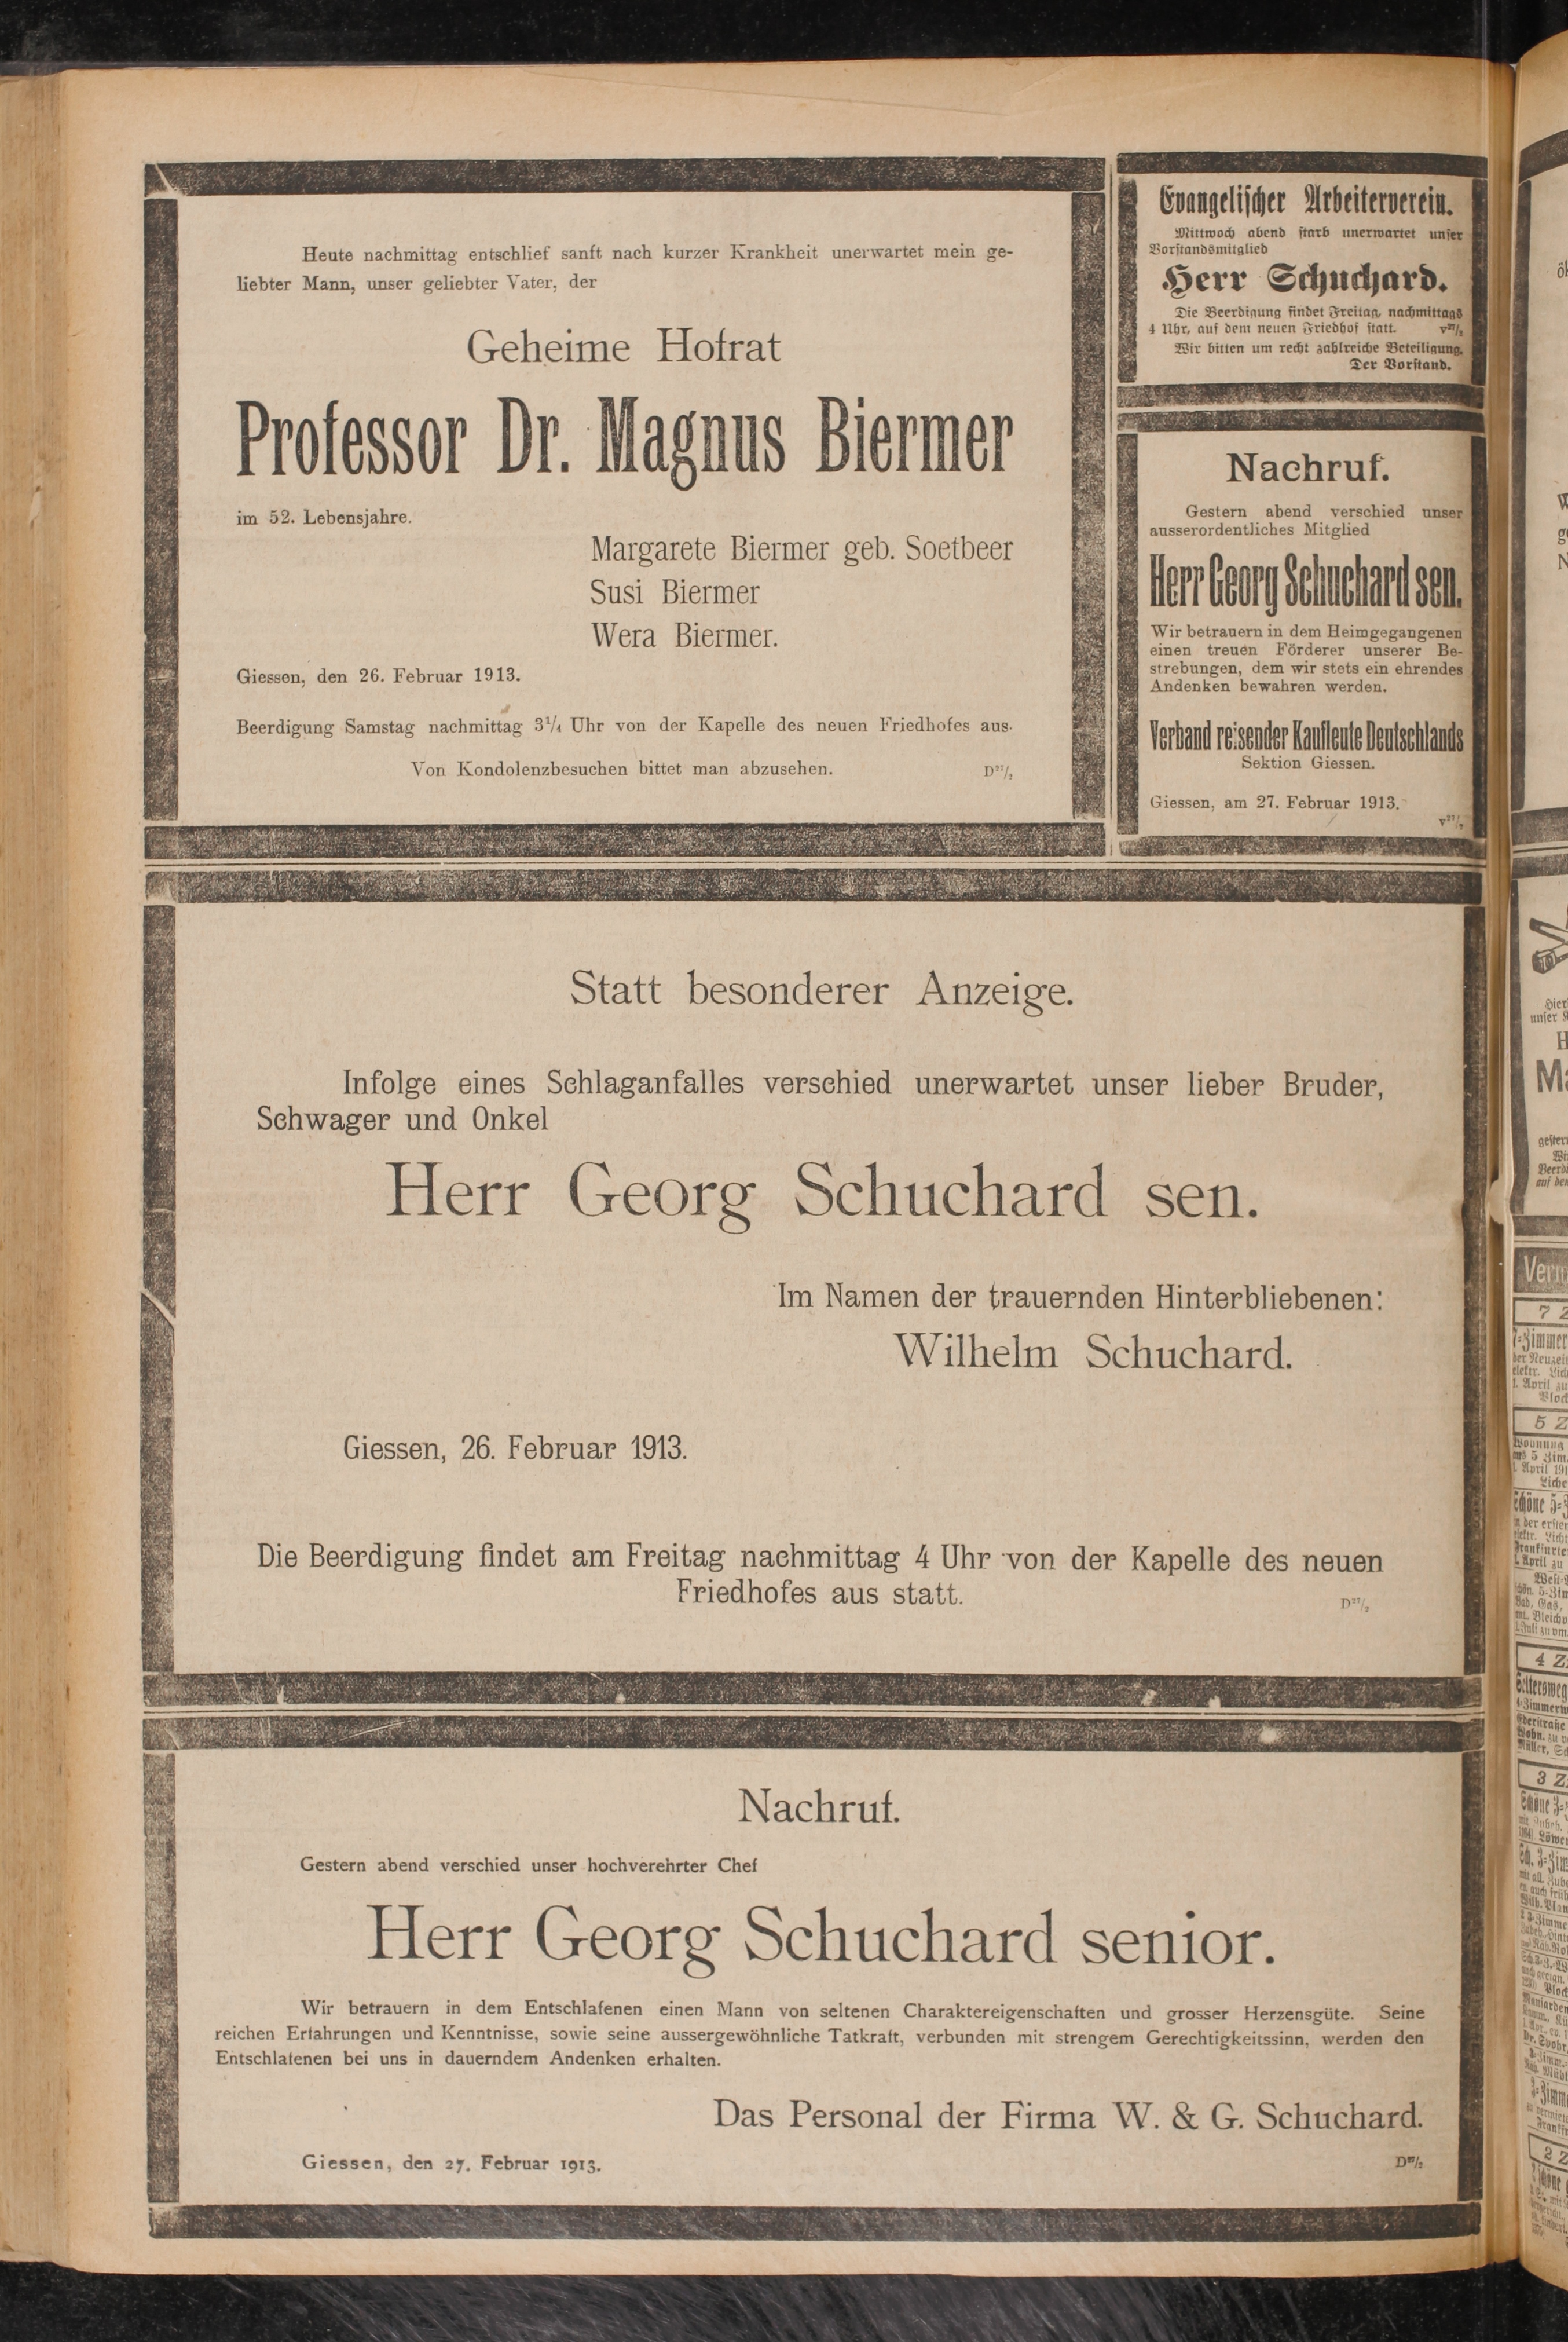 Heute nachmittag entschlief sanft nach kurzer Krankheit unerwartet mein ge-
liebter Mann, unser geliebter Vater, der
Geheime Hofrat
Professor Dr. Magnus Biermer
im 52. Lebensjahre.
Margarete Biermer geb. Soetbeer
Susi Biermer
Wera Biermer.
Giessen, den 26. Februar 1913.
Beerdigung Samstag nachmittag 3¼ Uhr von der Kapelle des neuen Friedhofes aus.
Von Kondolenzbesuchen bittet man abzusehen. D²⁷/₂
Evangelischer Arbeiterverein.
Mittwoch abend starb unerwartet unser
Vorstandsmitglied
Herr Schuchard.
Die Beerdigung findet Freitag, nachmittags
4 Uhr, auf dem neuen Friedhof statt. v²⁷/₂
Wir bitten um recht zahlreiche Beteiligung.
Der Vorstand.
Nachruf.
Gestern abend verschied unser
ausserordentliches Mitglied
Herr Georg Schuchard sen.
Wir betrauern in dem Heimgegangenen
einen treuen Förderer unserer Be-
strebungen, dem wir stets ein ehrendes
Andenken bewahren werden.
Verband reisender Kaufleute Deutschlands
Sektion Giessen.
Giessen, am 27. Februar 1913.
v²⁷/₂
Statt besonderer Anzeige.
Infolge eines Schlaganfalles verschied unerwartet unser lieber Bruder,
Schwager und Onkel
Herr Georg Schuchard sen.
Im Namen der trauernden Hinterbliebenen:
Wilhelm Schuchard.
Giessen, 26. Februar 1913.
Die Beerdigung findet am Freitag nachmittag 4 Uhr von der Kapelle des neuen
Friedhofes aus statt. D²⁷/₂
Nachruf.
Gestern abend verschied unser hochverehrter Chef
Herr Georg Schuchard senior.
Wir betrauern in dem Entschlafenen einen Mann von seltenen Charaktereigenschaften und grosser Herzensgüte. Seine
reichen Erfahrungen und Kenntnisse, sowie seine aussergewöhnliche Tatkraft, verbunden mit strengem Gerechtigkeitssinn, werden den
Entschlafenen bei uns in dauerndem Andenken erhalten.
Das Personal der Firma W. & G. Schuchard.
Giessen, den 27. Februar 1913. D²⁷/₂